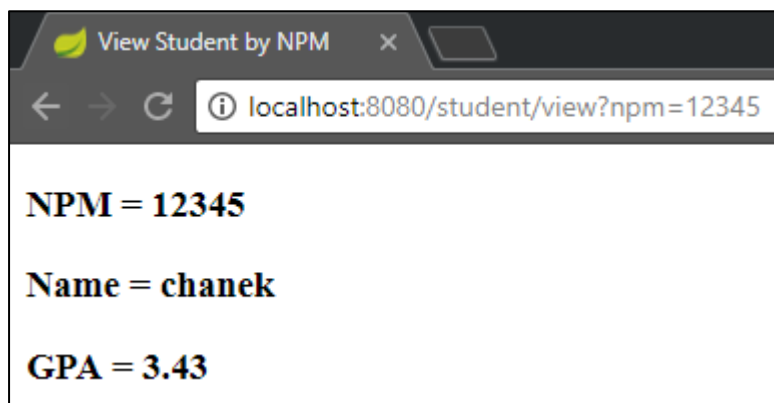 View Student by NPM
localhost:8080/student/view?npm=12345
NPM = 12345
Name = chanek
GPA = 3.43